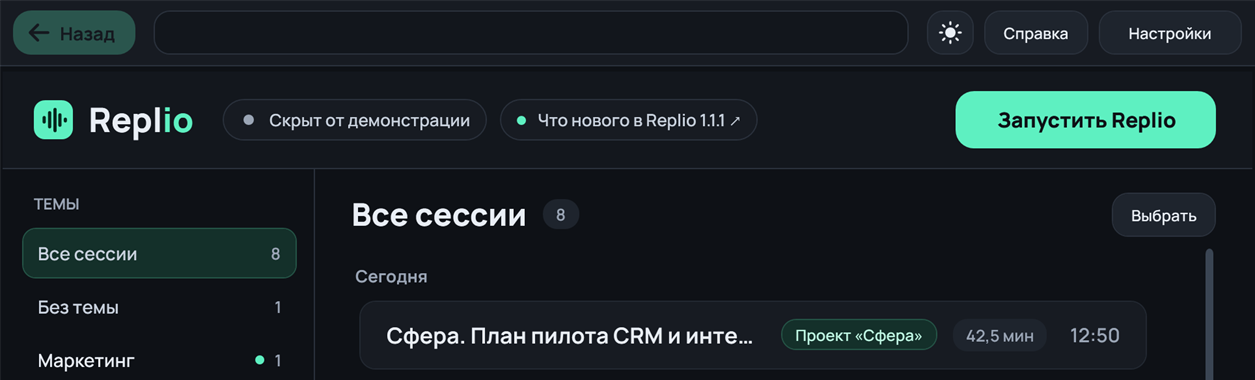 ← Назад
Справка
Настройки
Replio
Скрыт от демонстрации
Что нового в Replio 1.1.1 ↗
Запустить Replio
ТЕМЫ
Все сессии 8
Без темы 1
Маркетинг 1
Все сессии 8
Выбрать
Сегодня
Сфера. План пилота CRM и инте... Проект «Сфера» 42,5 мин 12:50